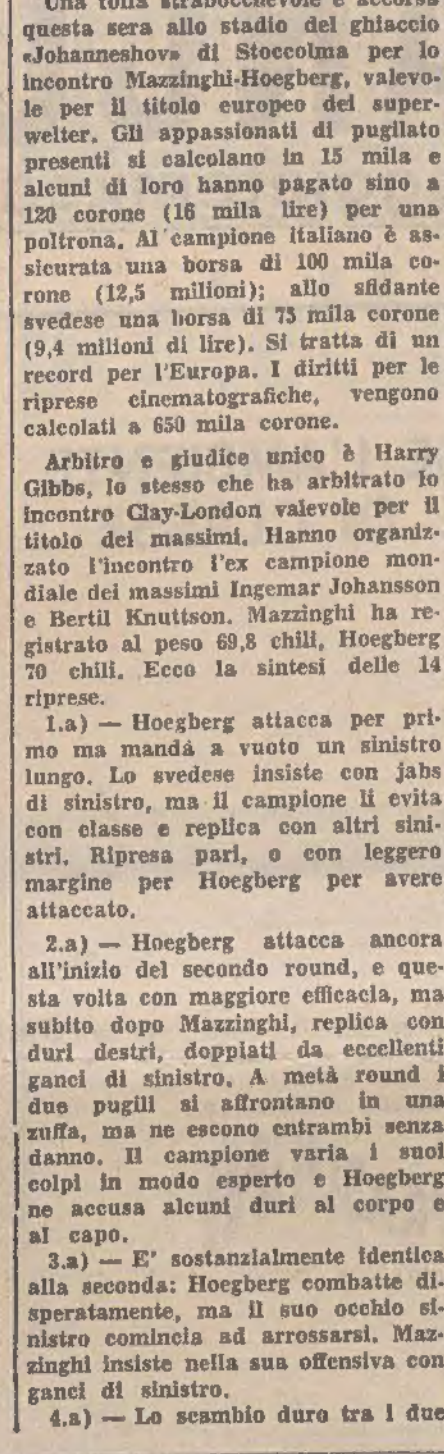 Una folla strabocchevole è accorsa
questa sera allo stadio del ghiaccio
«Johanneshov» di Stoccolma per lo
incontro Mazzinghi-Hoegberg, valevo-
le per il titolo europeo dei super-
welter. Gli appassionati di pugilato
presenti si calcolano in 15 mila e
alcuni di loro hanno pagato sino a
120 corone (16 mila lire) per una
poltrona. Al campione italiano è as-
sicurata una borsa di 100 mila co-
rone (12,5 milioni); allo sfidante
svedese una borsa di 75 mila corone
(9,4 milioni di lire). Si tratta di un
record per l'Europa. I diritti per le
riprese cinematografiche, vengono
calcolati a 650 mila corone.
Arbitro e giudice unico è Harry
Gibbs, lo stesso che ha arbitrato lo
incontro Clay-London valevole per il
titolo dei massimi. Hanno organiz-
zato l'incontro l'ex campione mon-
diale dei massimi Ingemar Johansson
e Bertil Knuttson. Mazzinghi ha re-
gistrato al peso 69,8 chili, Hoegberg
70 chili. Ecco la sintesi delle 14
riprese.
1.a) — Hoegberg attacca per pri-
mo ma manda a vuoto un sinistro
lungo. Lo svedese insiste con jabs
di sinistro, ma il campione li evita
con classe e replica con altri sini-
stri. Ripresa pari, o con leggero
margine per Hoegberg per avere
attaccato.
2.a) — Hoegberg attacca ancora
all'inizio del secondo round, e que-
sta volta con maggiore efficacia, ma
subito dopo Mazzinghi, replica con
duri destri, doppiati da eccellenti
ganci di sinistro. A metà round i
due pugili si affrontano in una
zuffa, ma ne escono entrambi senza
danno. Il campione varia i suoi
colpi in modo esperto e Hoegberg
ne accusa alcuni duri al corpo e
al capo.
3.a) — E' sostanzialmente identica
alla seconda: Hoegberg combatte di-
speratamente, ma il suo occhio si-
nistro comincia ad arrossarsi. Maz-
zinghi insiste nella sua offensiva con
ganci di sinistro.
4.a) — Lo scambio duro tra i due